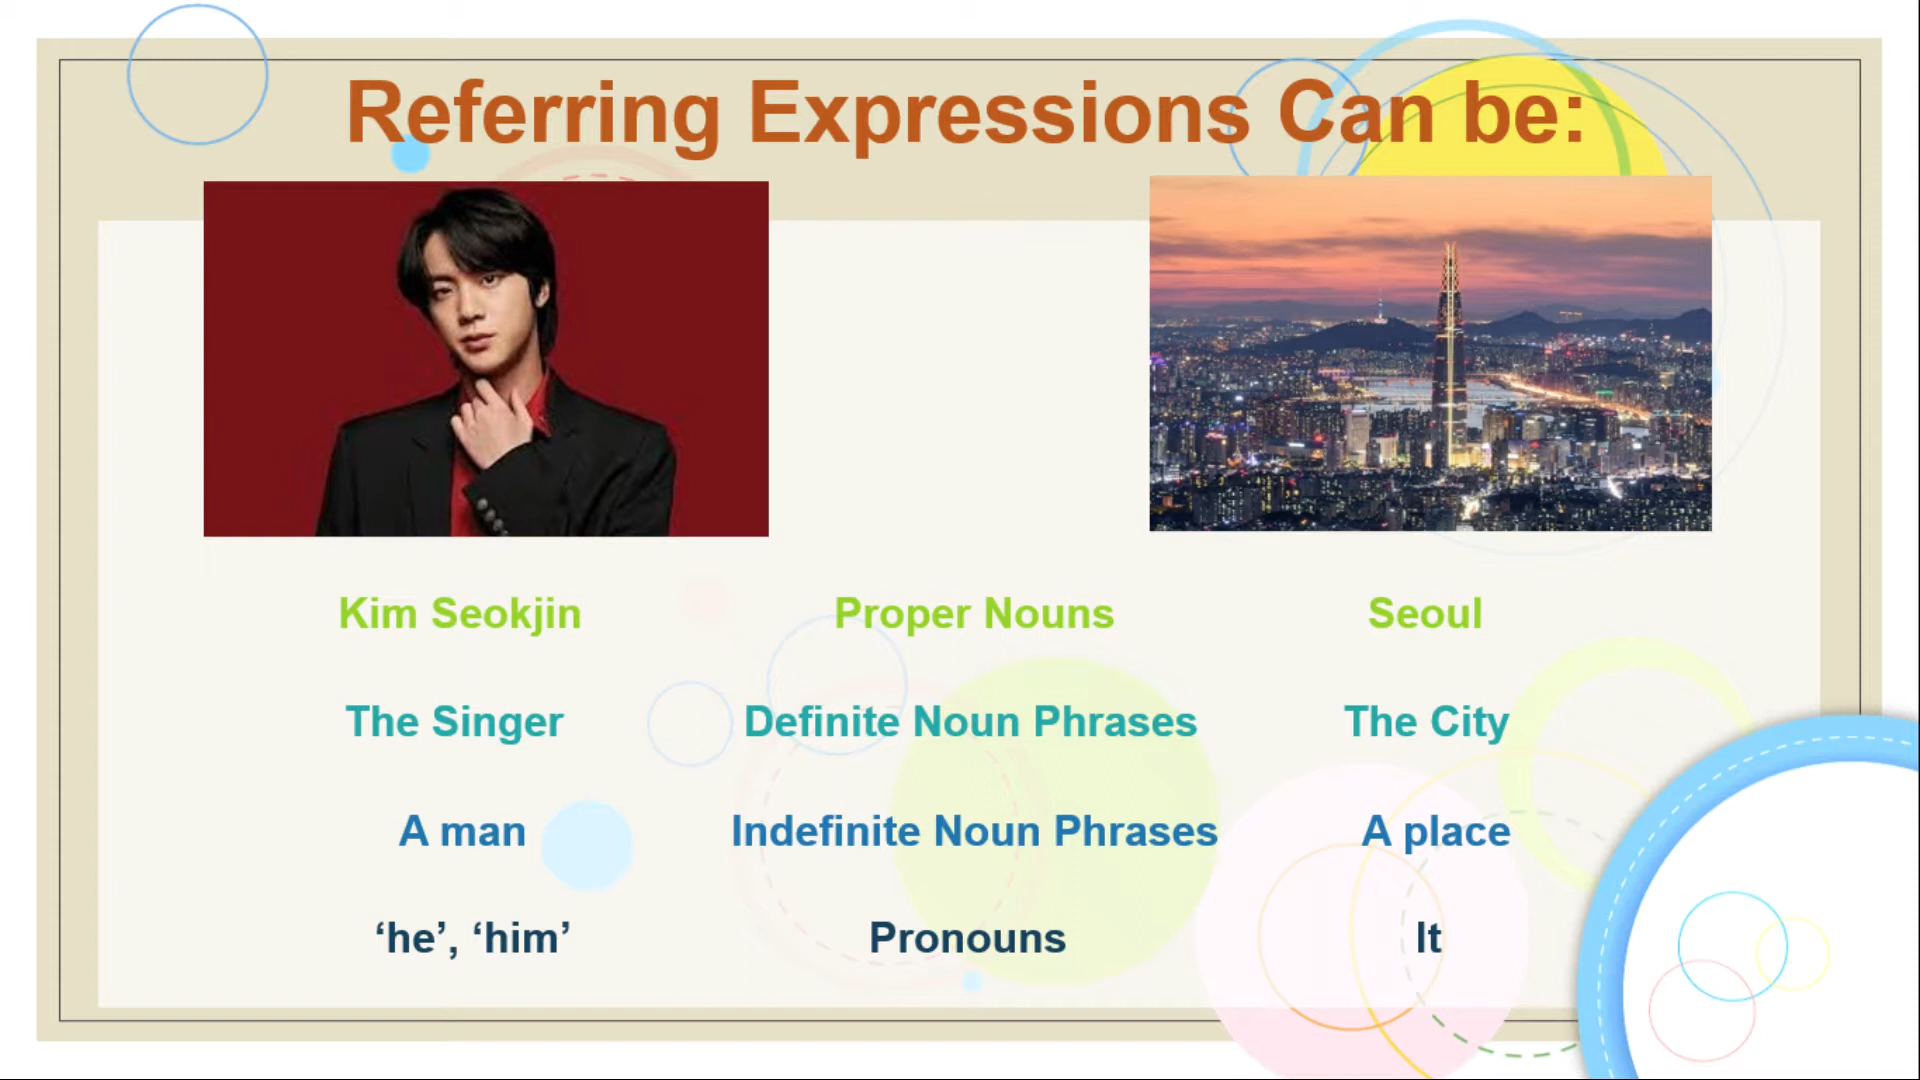 Referring Expressions Can be:
Kim Seokjin Proper Nouns Seoul
The Singer Definite Noun Phrases The City
A man Indefinite Noun Phrases A place
‘he’, ‘him’ Pronouns It